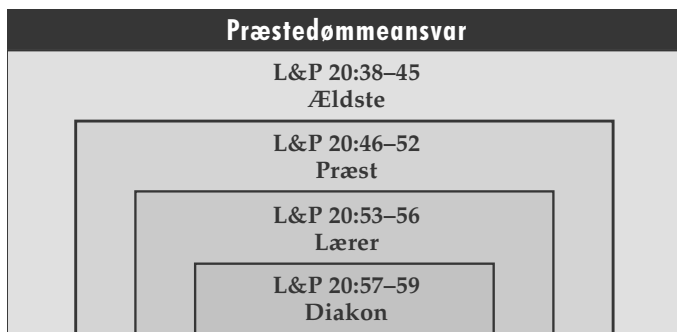 Præstedømmeansvar
L&P 20:38–45
Ældste
L&P 20:46–52
Præst
L&P 20:53–56
Lærer
L&P 20:57–59
Diakon